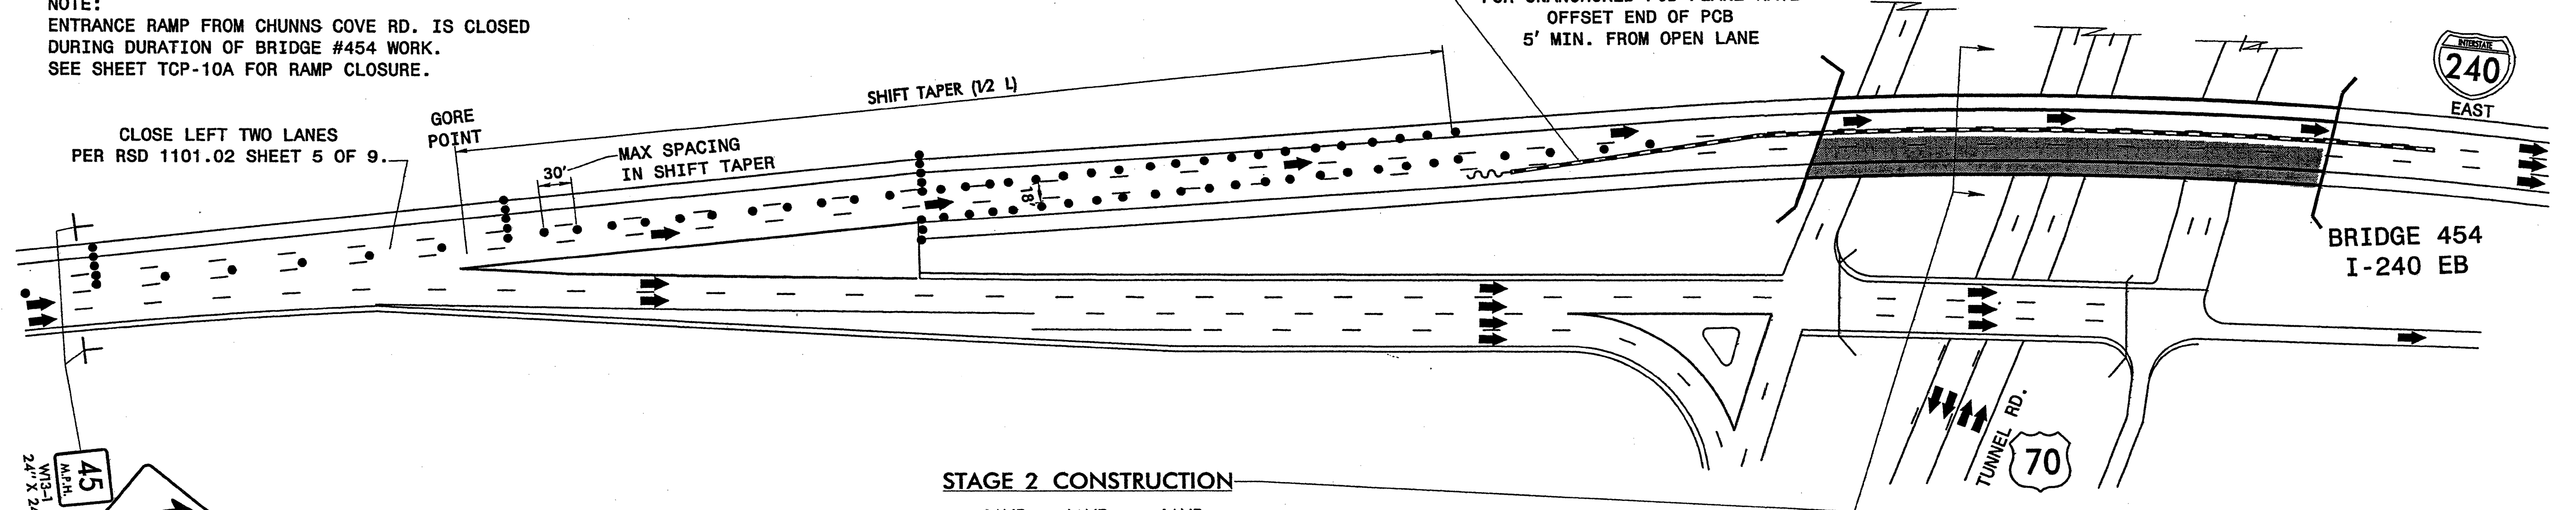 NOTE:
ENTRANCE RAMP FROM CHUNNS COVE RD. IS CLOSED
DURING DURATION OF BRIDGE #454 WORK.
SEE SHEET TCP-10A FOR RAMP CLOSURE.
OFFSET END OF PCB
5' MIN. FROM OPEN LANE
INTERSTATE
240
EAST
SHIFT TAPER (1/2 L)
GORE
POINT
CLOSE LEFT TWO LANES
PER RSD 1101.02 SHEET 5 OF 9.
30'
MAX SPACING
IN SHIFT TAPER
18'
BRIDGE 454
I-240 EB
TUNNEL RD.
70
45
M.P.H.
W13-1
24" X 24
STAGE 2 CONSTRUCTION